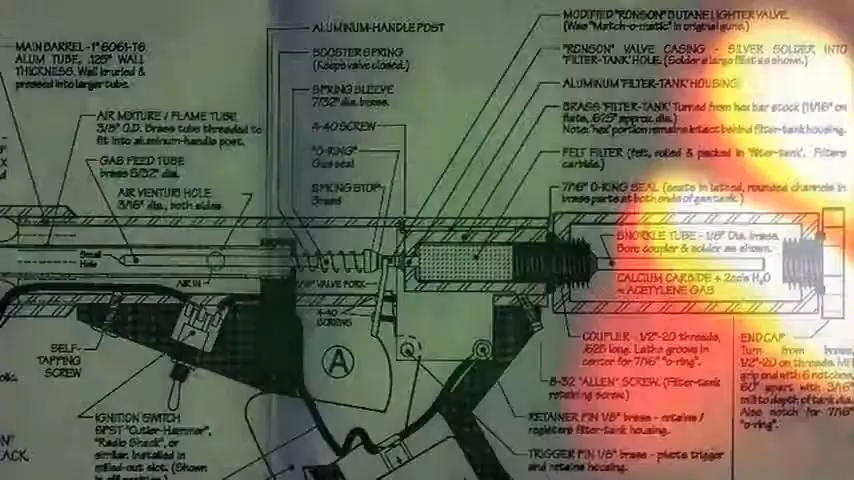 ALUMINUM-HANDLE POST
MODIFIED "RONSON" BUTANE LIGHTER VALVE.
(Was "Match-o-matic" in original guns.)
MAIN BARREL - 1" 6061-T6
ALUM TUBE, .125" WALL
THICKNESS. Wall knurled &
pressed into larger tube.
BOOSTER SPRING
(Keeps valve closed.)
"RONSON" VALVE CASING - SILVER SOLDER INTO
"FILTER-TANK" HOLE. (Solder a large fillet as shown.)
SPRING SLEEVE
7/32" dia. brass.
ALUMINUM "FILTER-TANK" HOUSING
AIR MIXTURE / FLAME TUBE
3/8" O.D. Brass tube threaded to
fit into aluminum-handle post.
4-40 SCREW
BRASS "FILTER-TANK" Turned from hex bar stock (11/16" on
flats, .625" approx. dia.)
Note: hex portion remains intact behind filter-tank housing.
GAS FEED TUBE
brass 5/32" dia.
"O-RING"
Gas seal
FELT FILTER (felt, rolled & packed in "filter-tank". Filters
carbide.)
AIR VENTURI HOLE
3/16" dia., both sides
SPRING STOP
Brass
7/16" O-RING SEAL (seats in lathed, rounded channels in
brass parts at both ends of gas tank).
Small
Hole
AIR IN
VALVE FORK
SNORKLE TUBE - 1/8" Dia. brass.
Bore coupler & solder as shown.
CALCIUM CARBIDE + 2cc's H2O
= ACETYLENE GAS
4-40
SCREWS
A
SELF-
TAPPING
SCREW
COUPLER - 1/2"-20 threads,
.625 long. Lathe groove in
center for 7/16" "o-ring".
END CAP
Turn from brass,
1/2"-20 on threads.
grip and with 6 notches,
60° apart with 3/16"
mill to depth of tank dia.
Also notch for 7/16"
"o-ring".
8-32 "ALLEN" SCREW. (Filter-tank
retaining screw.)
IGNITION SWITCH
SPST "Cutler-Hammer",
"Radio Shack", or
similar. Installed in
milled-out slot. (Shown
in off position.)
RETAINER PIN 1/8" brass - retains /
registers filter-tank housing.
TRIGGER PIN 1/8" brass - pivots trigger
and retains housing.